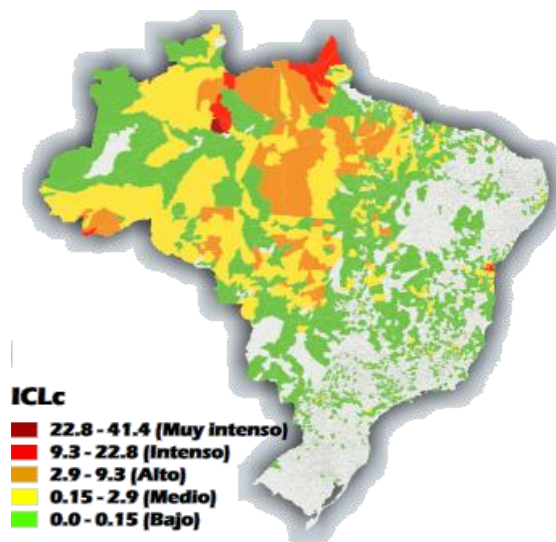 ICLc
22.8 - 41.4 (Muy intenso)
9.3 - 22.8 (Intenso)
2.9 - 9.3 (Alto)
0.15 - 2.9 (Medio)
0.0 - 0.15 (Bajo)